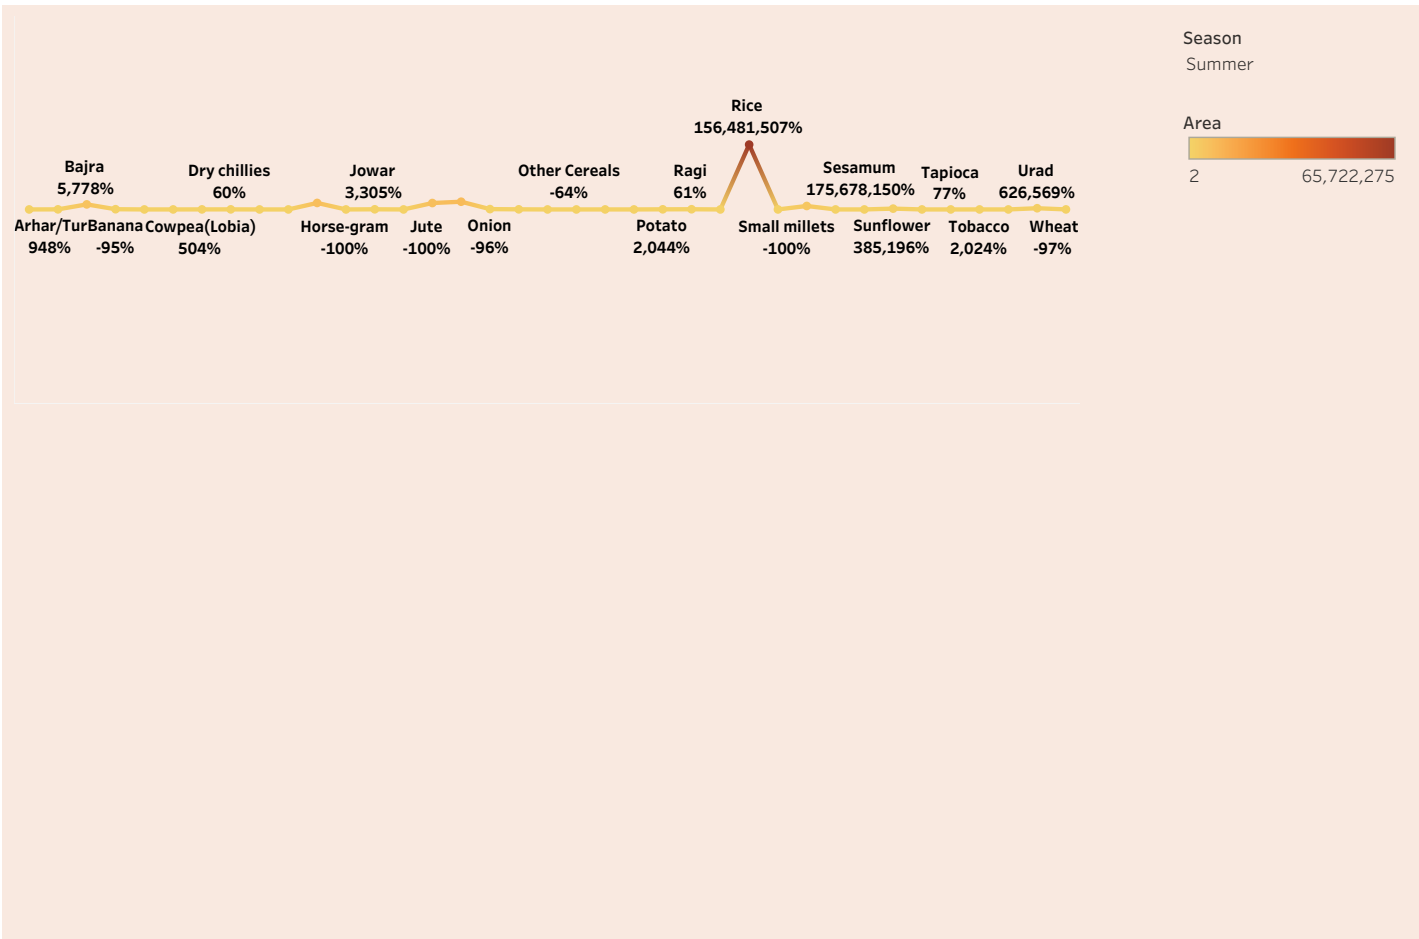 Season
Summer
Area
2 65,722,275
Rice
156,481,507%
Bajra
5,778%
Dry chillies
60%
Jowar
3,305%
Other Cereals
-64%
Ragi
61%
Sesamum
175,678,150%
Tapioca
77%
Urad
626,569%
Arhar/Tur
948%
Banana
-95%
Cowpea(Lobia)
504%
Horse-gram
-100%
Jute
-100%
Onion
-96%
Potato
2,044%
Small millets
-100%
Sunflower
385,196%
Tobacco
2,024%
Wheat
-97%